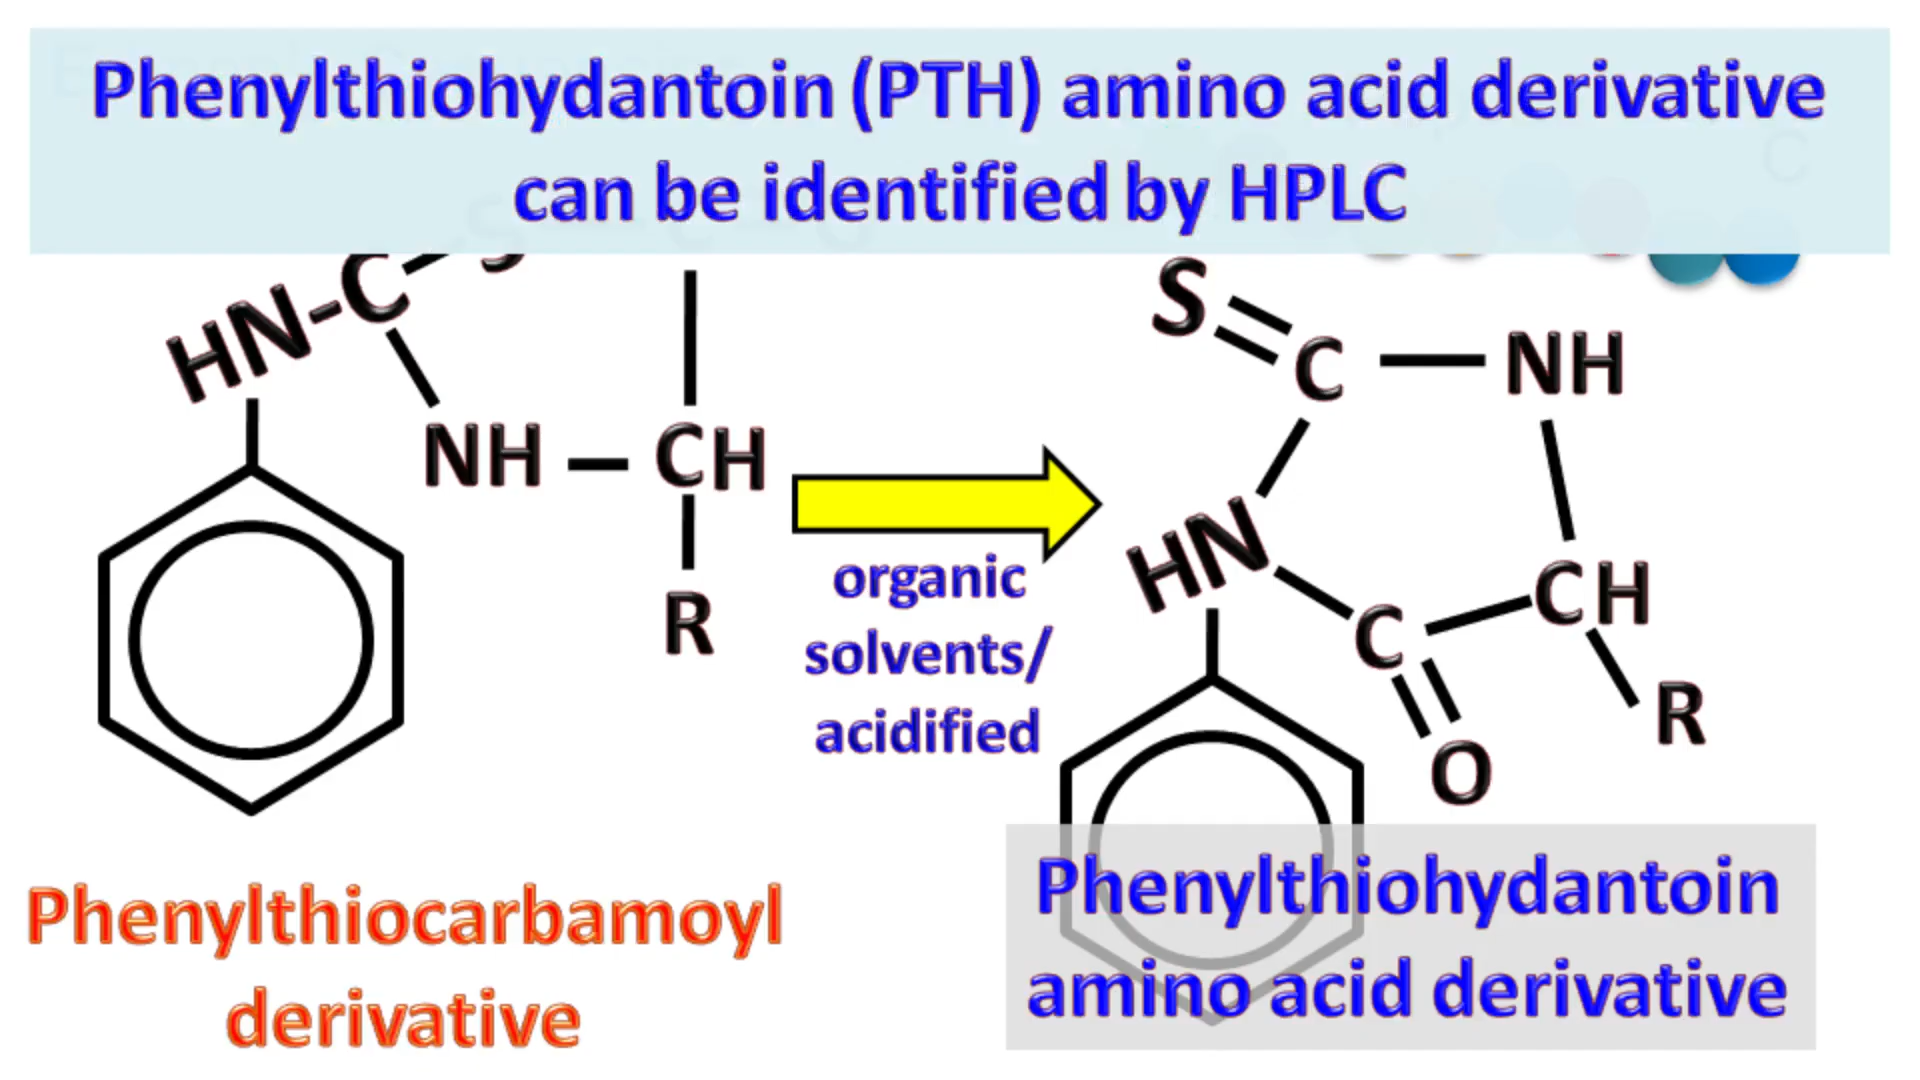 Phenylthiohydantoin (PTH) amino acid derivative
can be identified by HPLC
S
HN-C
S
C
NH
NH
CH
HN
organic
solvents/
acidified
C
CH
R
R
O
Phenylthiocarbamoyl
derivative
Phenylthiohydantoin
amino acid derivative